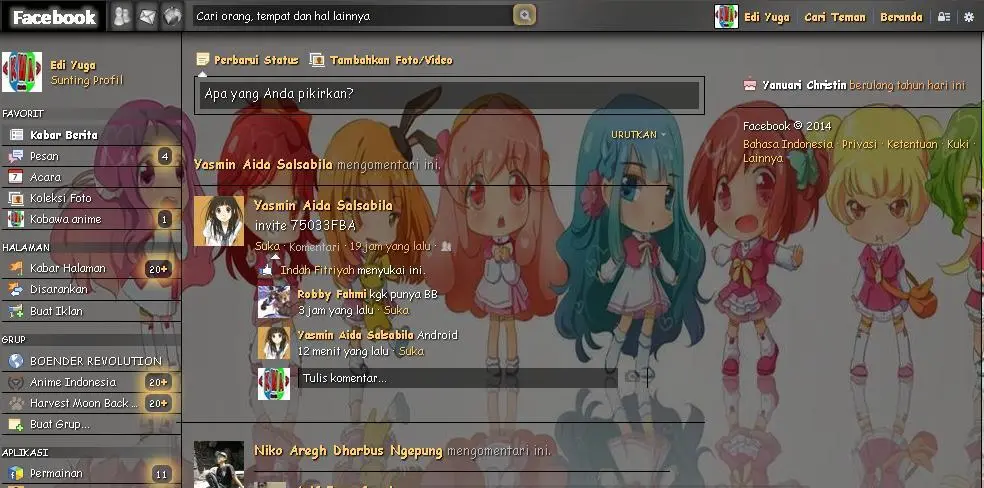 Facebook
Cari orang, tempat dan hal lainnya
Edi Yuga
Cari Teman
Beranda
Edi Yuga
Sunting Profil
FAVORIT
Kabar Berita
Pesan 4
Acara
Koleksi Foto
Kobawa anime 1
HALAMAN
Kabar Halaman 20+
Disarankan
Buat Iklan
GRUP
BOENDER REVOLUTION
Anime Indonesia 20+
Harvest Moon Back ... 20+
Buat Grup...
APLIKASI
Permainan 11
Perbarui Status
Tambahkan Foto/Video
Apa yang Anda pikirkan?
URUTKAN
Yasmin Aida Salsabila mengomentari ini.
Yasmin Aida Salsabila
invite 75033FBA
Suka · Komentari · 19 jam yang lalu ·
Indah Fitriyah menyukai ini.
Robby Fahmi kgk punya BB
3 jam yang lalu · Suka
Yasmin Aida Salsabila Android
12 menit yang lalu · Suka
Tulis komentar...
Niko Aregh Dharbus Ngepung mengomentari ini.
Yanuari Christin berulang tahun hari ini
Facebook © 2014
Bahasa Indonesia · Privasi · Ketentuan · Kuki ·
Lainnya